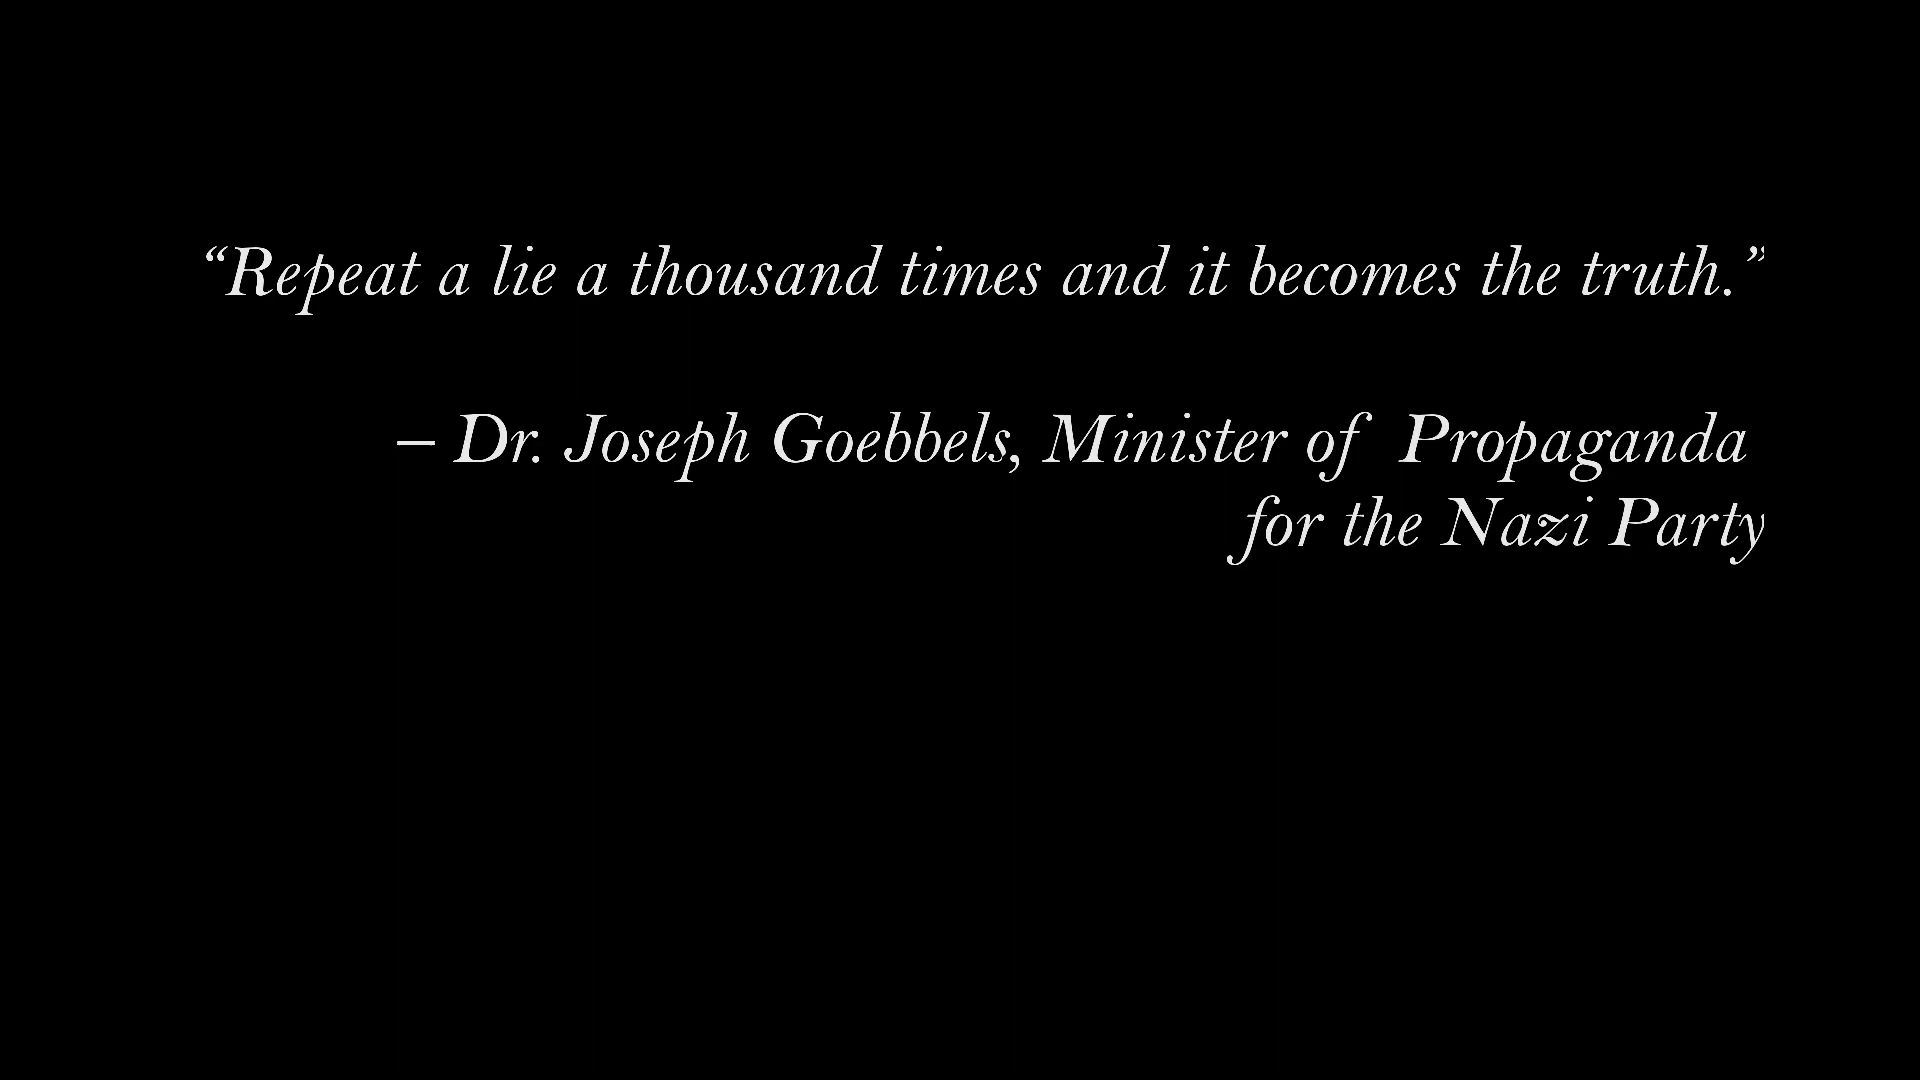 “Repeat a lie a thousand times and it becomes the truth.”
– Dr. Joseph Goebbels, Minister of Propaganda
for the Nazi Party